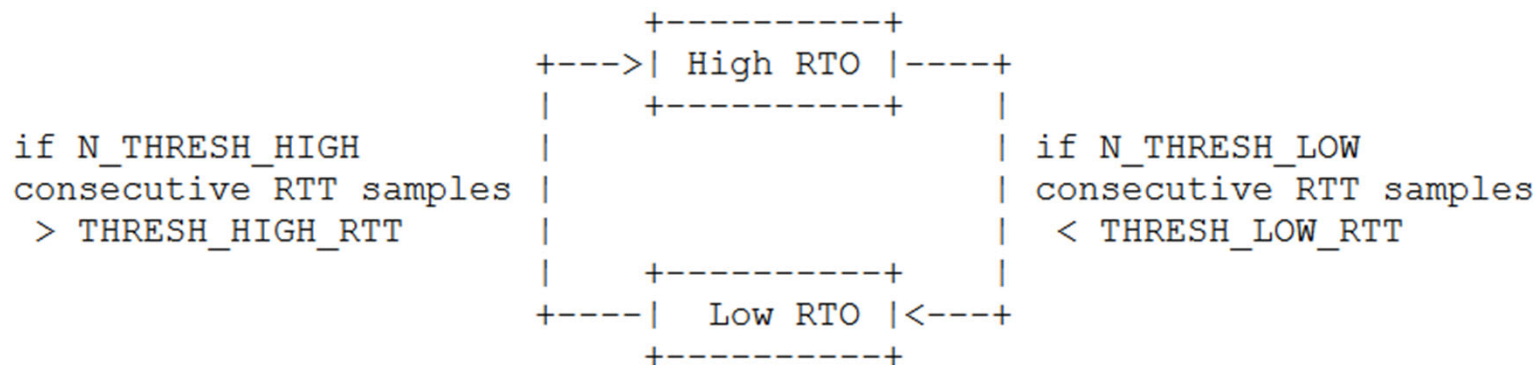 +----------+
                         +--->| High RTO |----+
                         |    +----------+    |
if N_THRESH_HIGH         |                    | if N_THRESH_LOW
consecutive RTT samples  |                    | consecutive RTT samples
 > THRESH_HIGH_RTT       |                    |  < THRESH_LOW_RTT
                         |    +----------+    |
                         +----|  Low RTO |<---+
                              +----------+